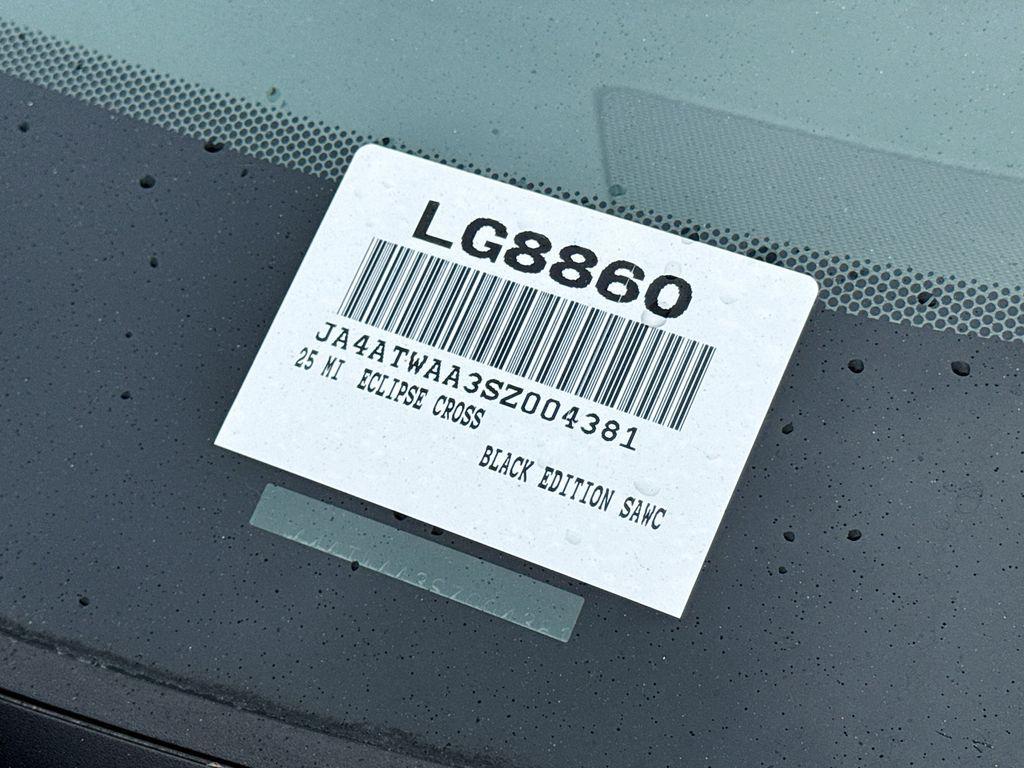 LG8860
JA4ATWAA3SZ004381
25 MI ECLIPSE CROSS
BLACK EDITION SAWC